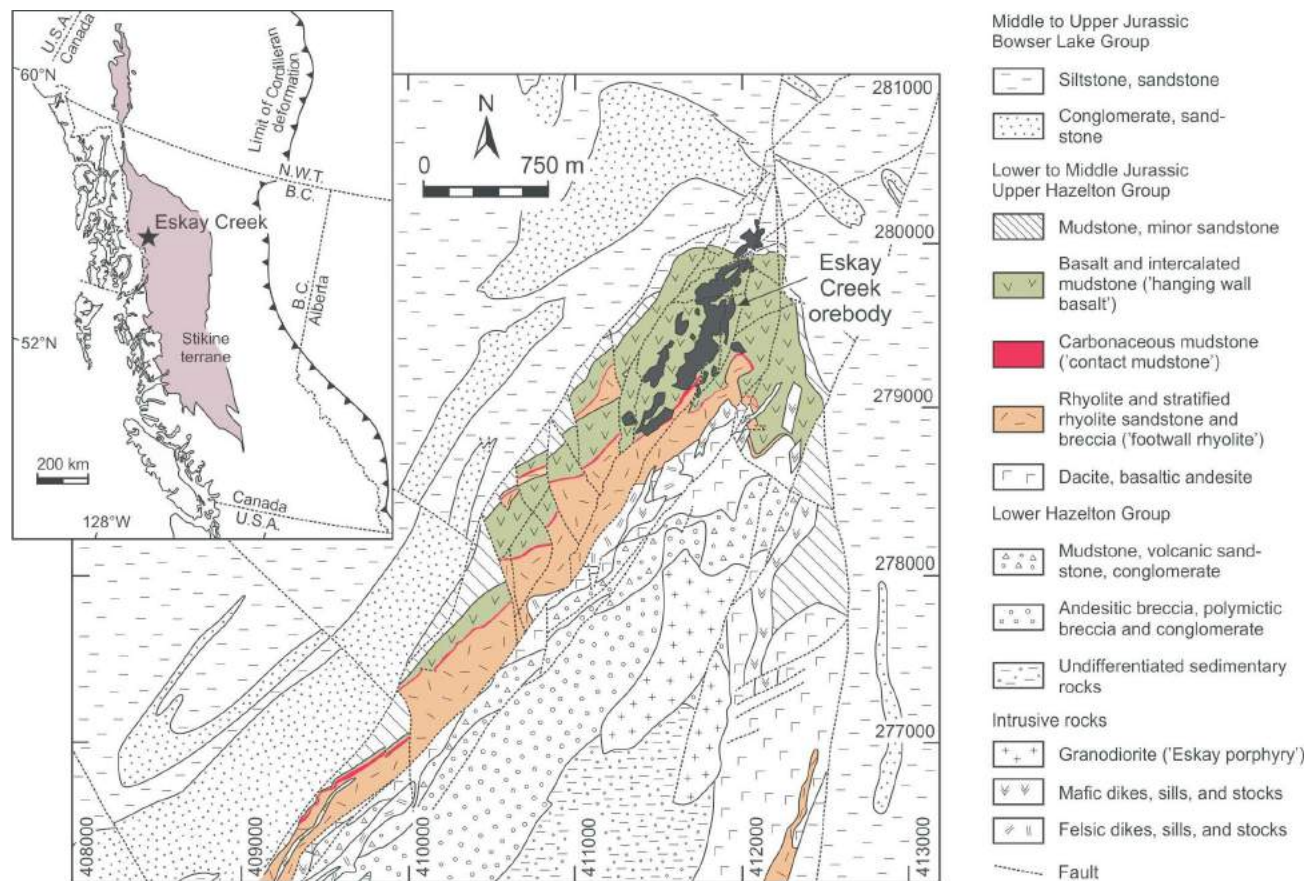 U.S.A.
Canada
60°N
Limit of Cordilleran
deformation
N.W.T.
B.C.
Eskay Creek
B.C.
Alberta
52°N
Stikine
terrane
200 km
128°W
Canada
U.S.A.
N
0
750 m
281000
280000
Eskay
Creek
orebody
279000
278000
277000
408000
409000
410000
411000
412000
413000
Middle to Upper Jurassic
Bowser Lake Group
Siltstone, sandstone
Conglomerate, sand-
stone
Lower to Middle Jurassic
Upper Hazelton Group
Mudstone, minor sandstone
Basalt and intercalated
mudstone ('hanging wall
basalt')
Carbonaceous mudstone
('contact mudstone')
Rhyolite and stratified
rhyolite sandstone and
breccia ('footwall rhyolite')
Dacite, basaltic andesite
Lower Hazelton Group
Mudstone, volcanic sand-
stone, conglomerate
Andesitic breccia, polymictic
breccia and conglomerate
Undifferentiated sedimentary
rocks
Intrusive rocks
Granodiorite ('Eskay porphyry')
Mafic dikes, sills, and stocks
Felsic dikes, sills, and stocks
Fault